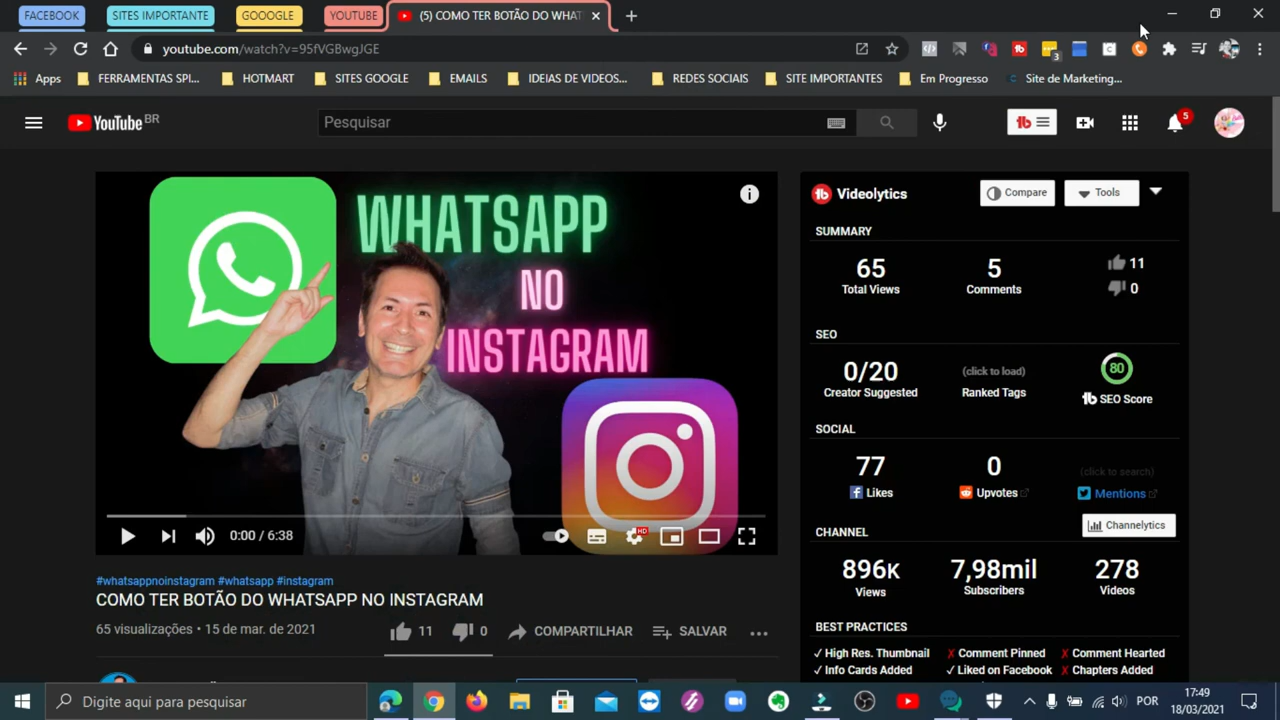 FACEBOOK SITES IMPORTANTE GOOOGLE YOUTUBE (5) COMO TER BOTÃO DO WHAT
youtube.com/watch?v=95fVGBwgJGE
Apps FERRAMENTAS SPI... HOTMART SITES GOOGLE EMAILS IDEIAS DE VIDEOS... REDES SOCIAIS SITES IMPORTANTES Em Progresso Site de Marketing...
YouTube BR Pesquisar 5
WHATSAPP
NO
INSTAGRAM
0:00 / 6:38 HD
#whatsappnoinstagram #whatsapp #instagram
COMO TER BOTÃO DO WHATSAPP NO INSTAGRAM
65 visualizações • 15 de mar. de 2021 11 0 COMPARTILHAR SALVAR ...
Videolytics Compare Tools
SUMMARY
65 5 11
Total Views Comments 0
SEO
0/20 (click to load) 80
Creator Suggested Ranked Tags SEO Score
SOCIAL
77 0 (click to search)
Likes Upvotes Mentions
CHANNEL Channelytics
896K 7,98mil 278
Views Subscribers Videos
BEST PRACTICES
✓ High Res. Thumbnail ✗ Comment Pinned ✗ Comment Hearted
✓ Info Cards Added ✓ Liked on Facebook ✗ Chapters Added
Digite aqui para pesquisar POR 17:49
18/03/2021